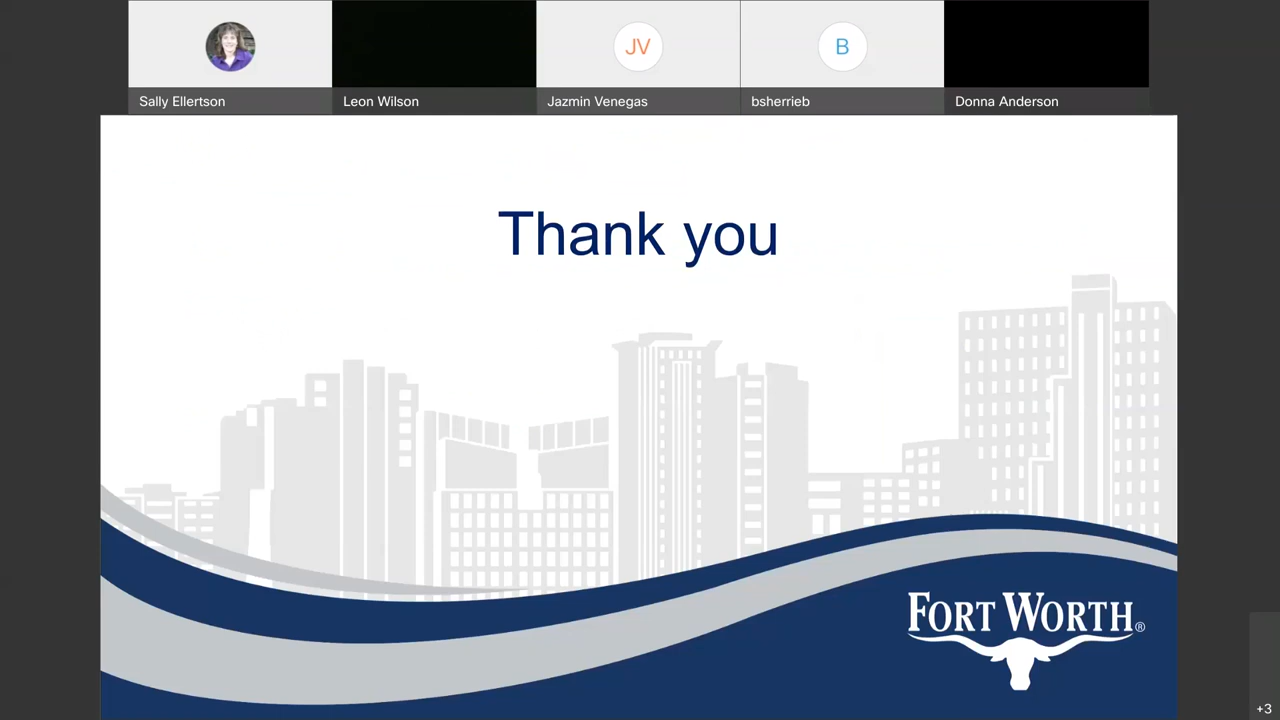 JV
B
Sally Ellertson
Leon Wilson
Jazmin Venegas
bsherrieb
Donna Anderson
Thank you
FORT WORTH®
+3